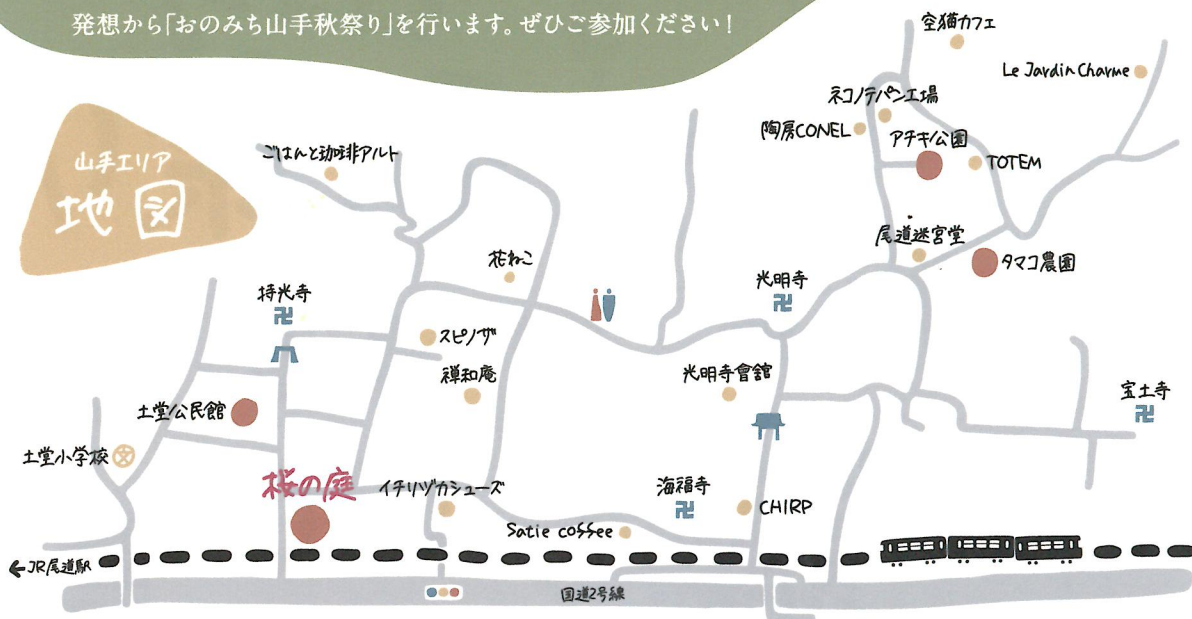 発想から「おのみち山手秋祭り」を行います。ぜひご参加ください！
空猫カフェ
Le Jardin Charme
ネコノテパン工場
陶房CONEL
アチキノ公園
TOTEM
山手エリア
地図
ごはんと珈琲アルト
尾道迷宮堂
タマコ農園
花ねこ
光明寺
持光寺
スピノザ
禅和庵
光明寺會舘
宝土寺
土堂公民館
土堂小学校
文
桜の庭
イチリヅカシューズ
海福寺
CHIRP
Satie coffee
←JR尾道駅
国道2号線